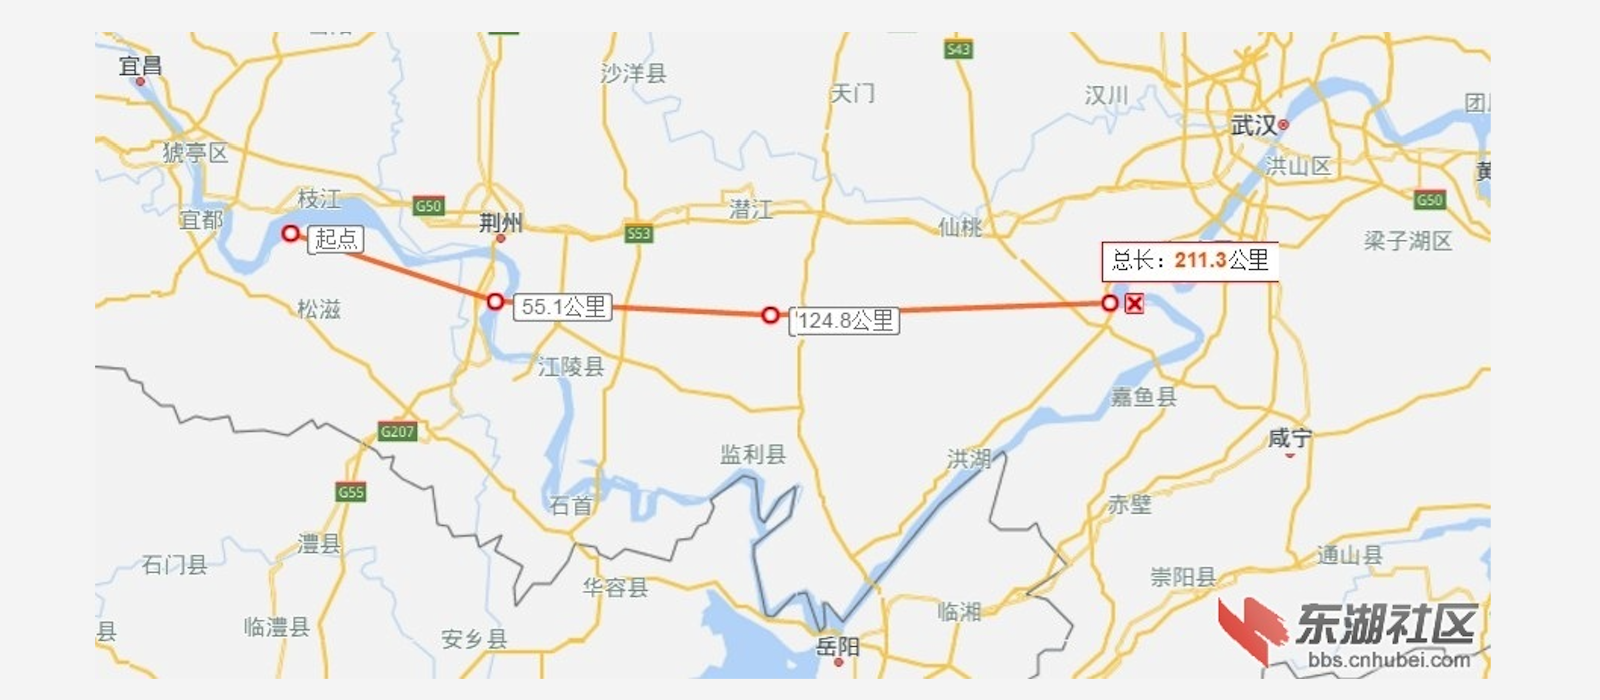 宜昌
沙洋县
S43
天门
汉川
武汉
猇亭区
洪山区
枝江
G50
荆州
潜江
仙桃
G50
宜都
起点
S53
梁子湖区
总长：211.3公里
松滋
55.1公里
124.8公里
江陵县
嘉鱼县
G207
咸宁
监利县
洪湖
G55
石首
赤壁
澧县
石门县
通山县
华容县
崇阳县
临湘
临澧县
安乡县
县
岳阳
东湖社区
bbs.cnhubei.com